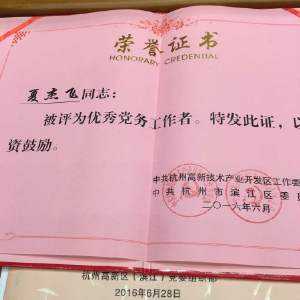 荣誉证书
HONORARY CREDENTIAL
夏杰飞同志：
被评为优秀党务工作者。特发此证，以
资鼓励。
中共杭州高新技术产业开发区工作委
中共杭州市滨江区委员
二〇一六年六月
杭州高新区（滨江）党委组织部
2016年6月28日